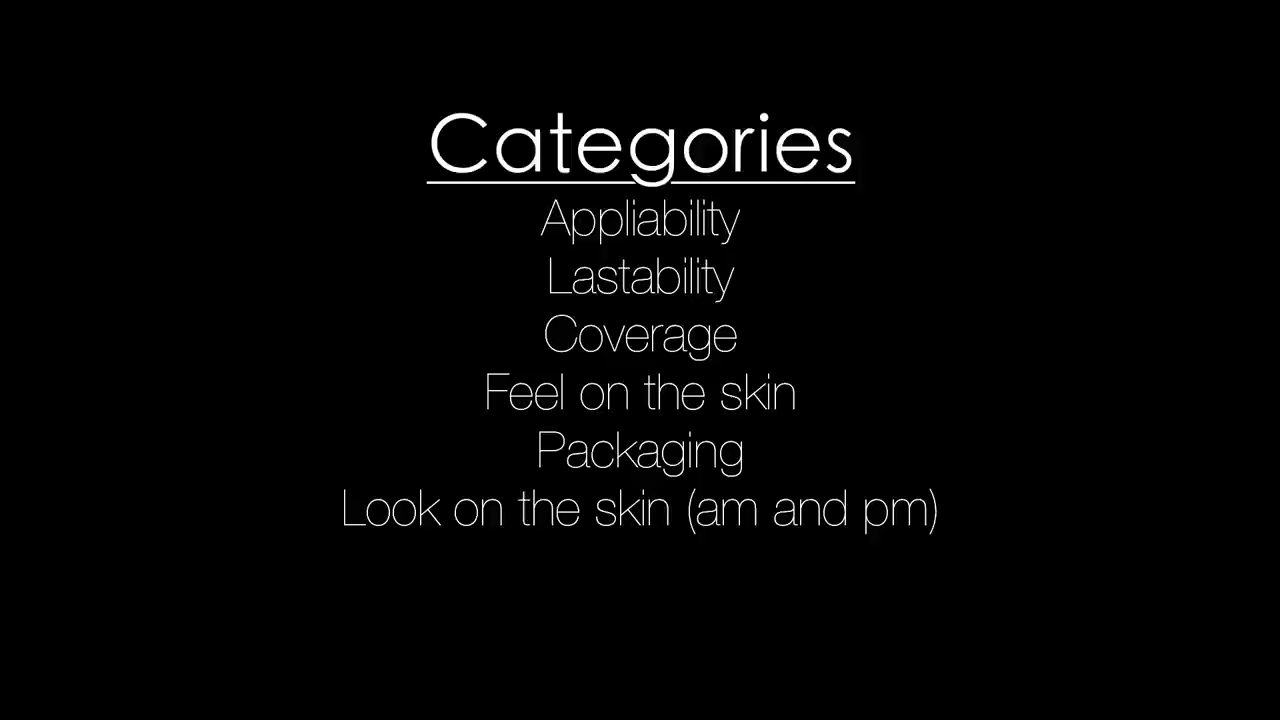 Categories
Appliability
Lastability
Coverage
Feel on the skin
Packaging
Look on the skin (am and pm)